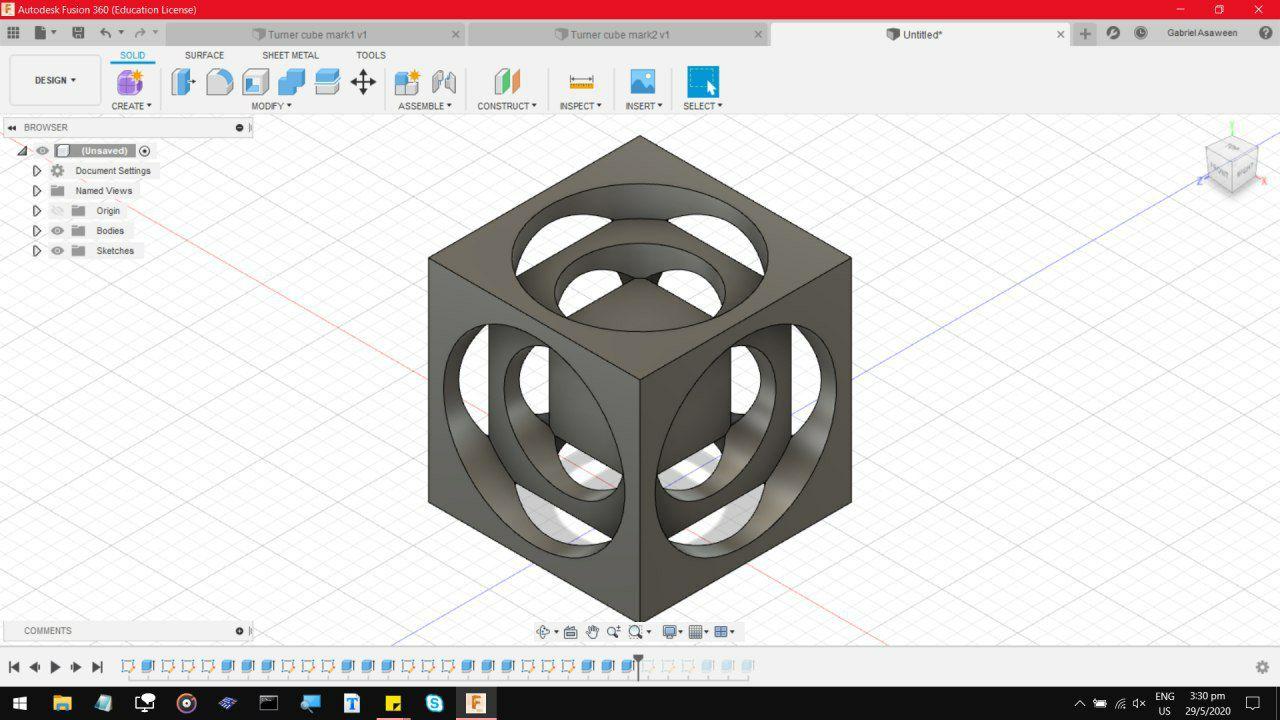 Autodesk Fusion 360 (Education License)
Turner cube mark1 v1
Turner cube mark2 v1
Untitled*
Gabriel Asaween
SOLID SURFACE SHEET METAL TOOLS
DESIGN
CREATE MODIFY ASSEMBLE CONSTRUCT INSPECT INSERT SELECT
BROWSER
(Unsaved)
Document Settings
Named Views
Origin
Bodies
Sketches
Y
TOP
FRONT RIGHT
Z X
COMMENTS
ENG 3:30 pm
US 29/5/2020